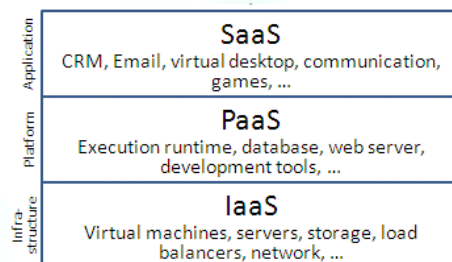 Application
SaaS
CRM, Email, virtual desktop, communication,
games, ...
Platform
PaaS
Execution runtime, database, web server,
development tools, ...
Infra-
structure
IaaS
Virtual machines, servers, storage, load
balancers, network, ...